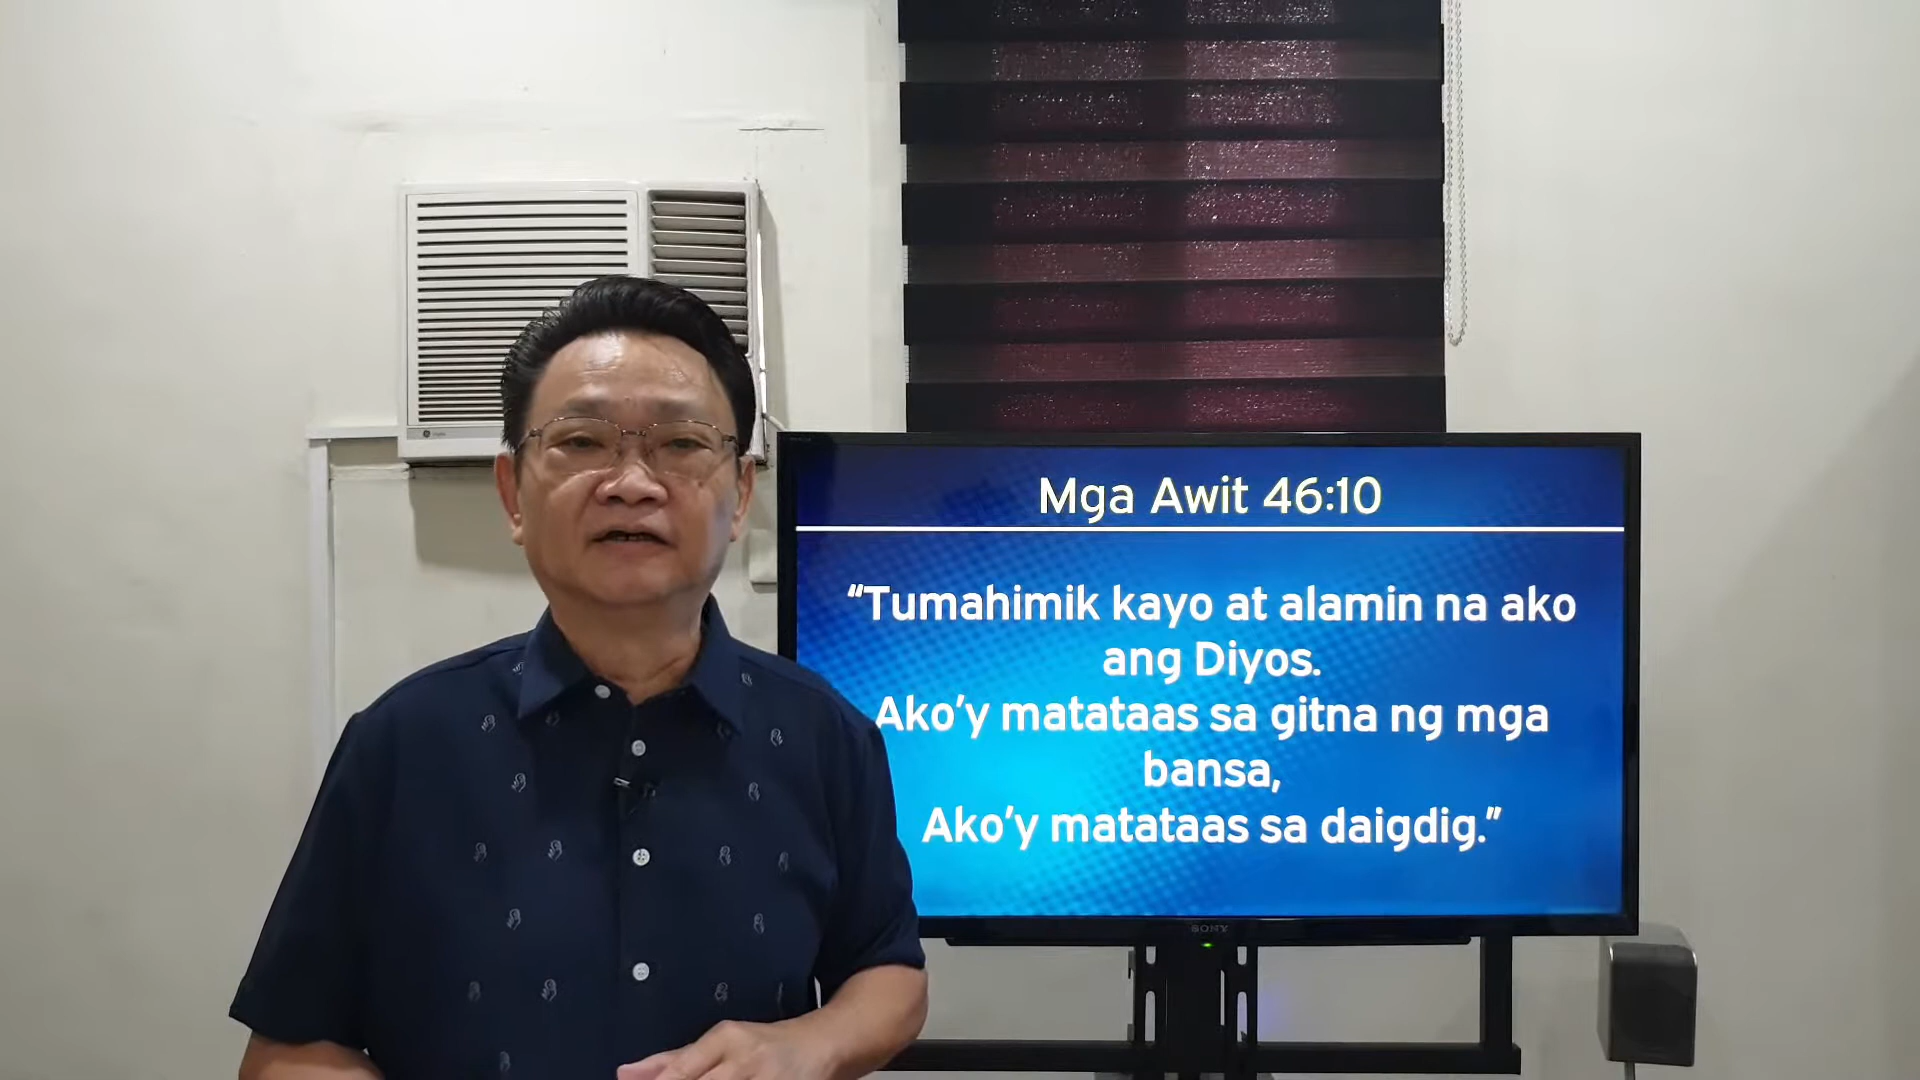 Mga Awit 46:10
“Tumahimik kayo at alamin na ako
ang Diyos.
Ako’y matataas sa gitna ng mga
bansa,
Ako’y matataas sa daigdig.”
SONY